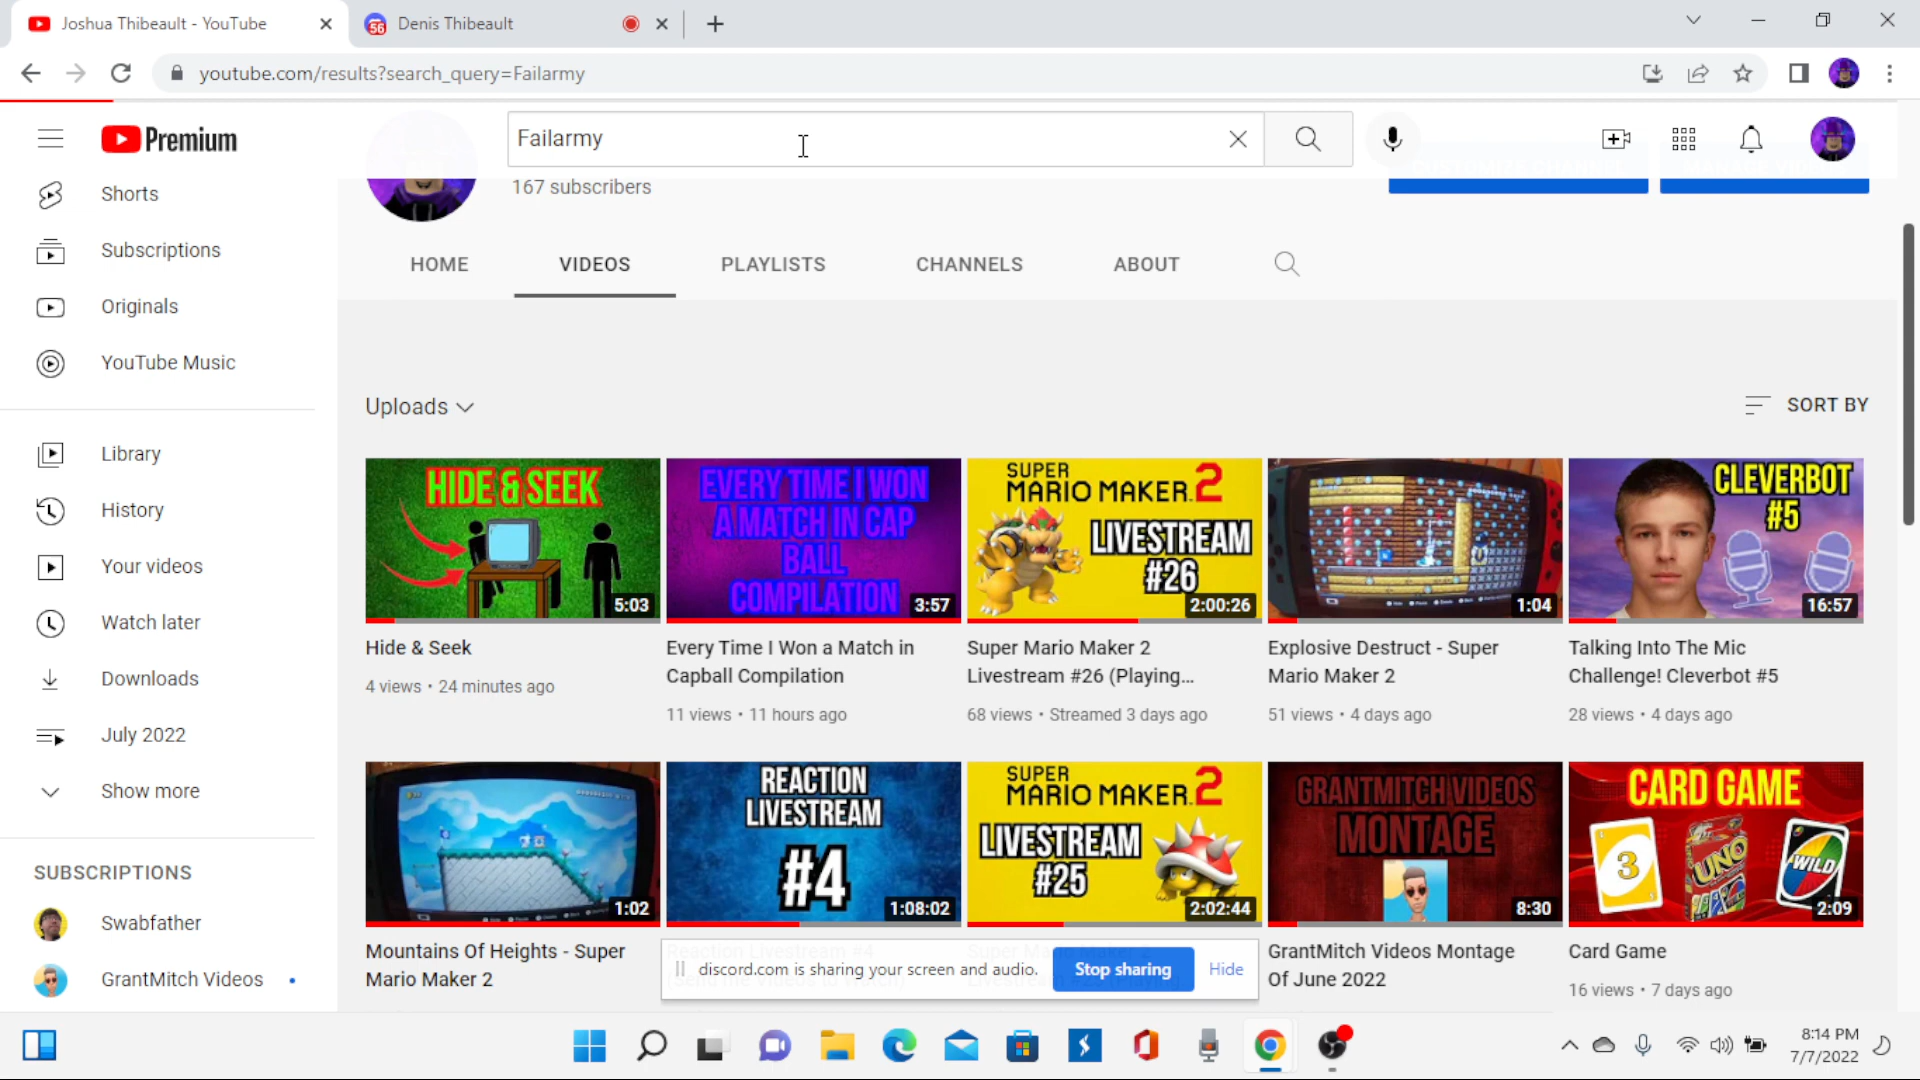 Joshua Thibeault - YouTube
56
Denis Thibeault
youtube.com/results?search_query=Failarmy
Premium
Failarmy
167 subscribers
Shorts
Subscriptions
Originals
YouTube Music
Library
History
Your videos
Watch later
Downloads
July 2022
Show more
SUBSCRIPTIONS
Swabfather
GrantMitch Videos
HOME
VIDEOS
PLAYLISTS
CHANNELS
ABOUT
Uploads
SORT BY
HIDE & SEEK
5:03
Hide & Seek
4 views • 24 minutes ago
EVERY TIME I WON
A MATCH IN CAP
BALL
COMPILATION
3:57
Every Time I Won a Match in
Capball Compilation
11 views • 11 hours ago
SUPER
MARIO MAKER 2
LIVESTREAM
#26
2:00:26
Super Mario Maker 2
Livestream #26 (Playing...
68 views • Streamed 3 days ago
1:04
Explosive Destruct - Super
Mario Maker 2
51 views • 4 days ago
CLEVERBOT
#5
16:57
Talking Into The Mic
Challenge! Cleverbot #5
28 views • 4 days ago
1:02
Mountains Of Heights - Super
Mario Maker 2
REACTION
LIVESTREAM
#4
1:08:02
Reaction Livestream #4
SUPER
MARIO MAKER 2
LIVESTREAM
#25
2:02:44
GRANTMITCH VIDEOS
MONTAGE
8:30
GrantMitch Videos Montage
Of June 2022
CARD GAME
3
UNO
WILD
2:09
Card Game
16 views • 7 days ago
discord.com is sharing your screen and audio.
Stop sharing
Hide
8:14 PM
7/7/2022